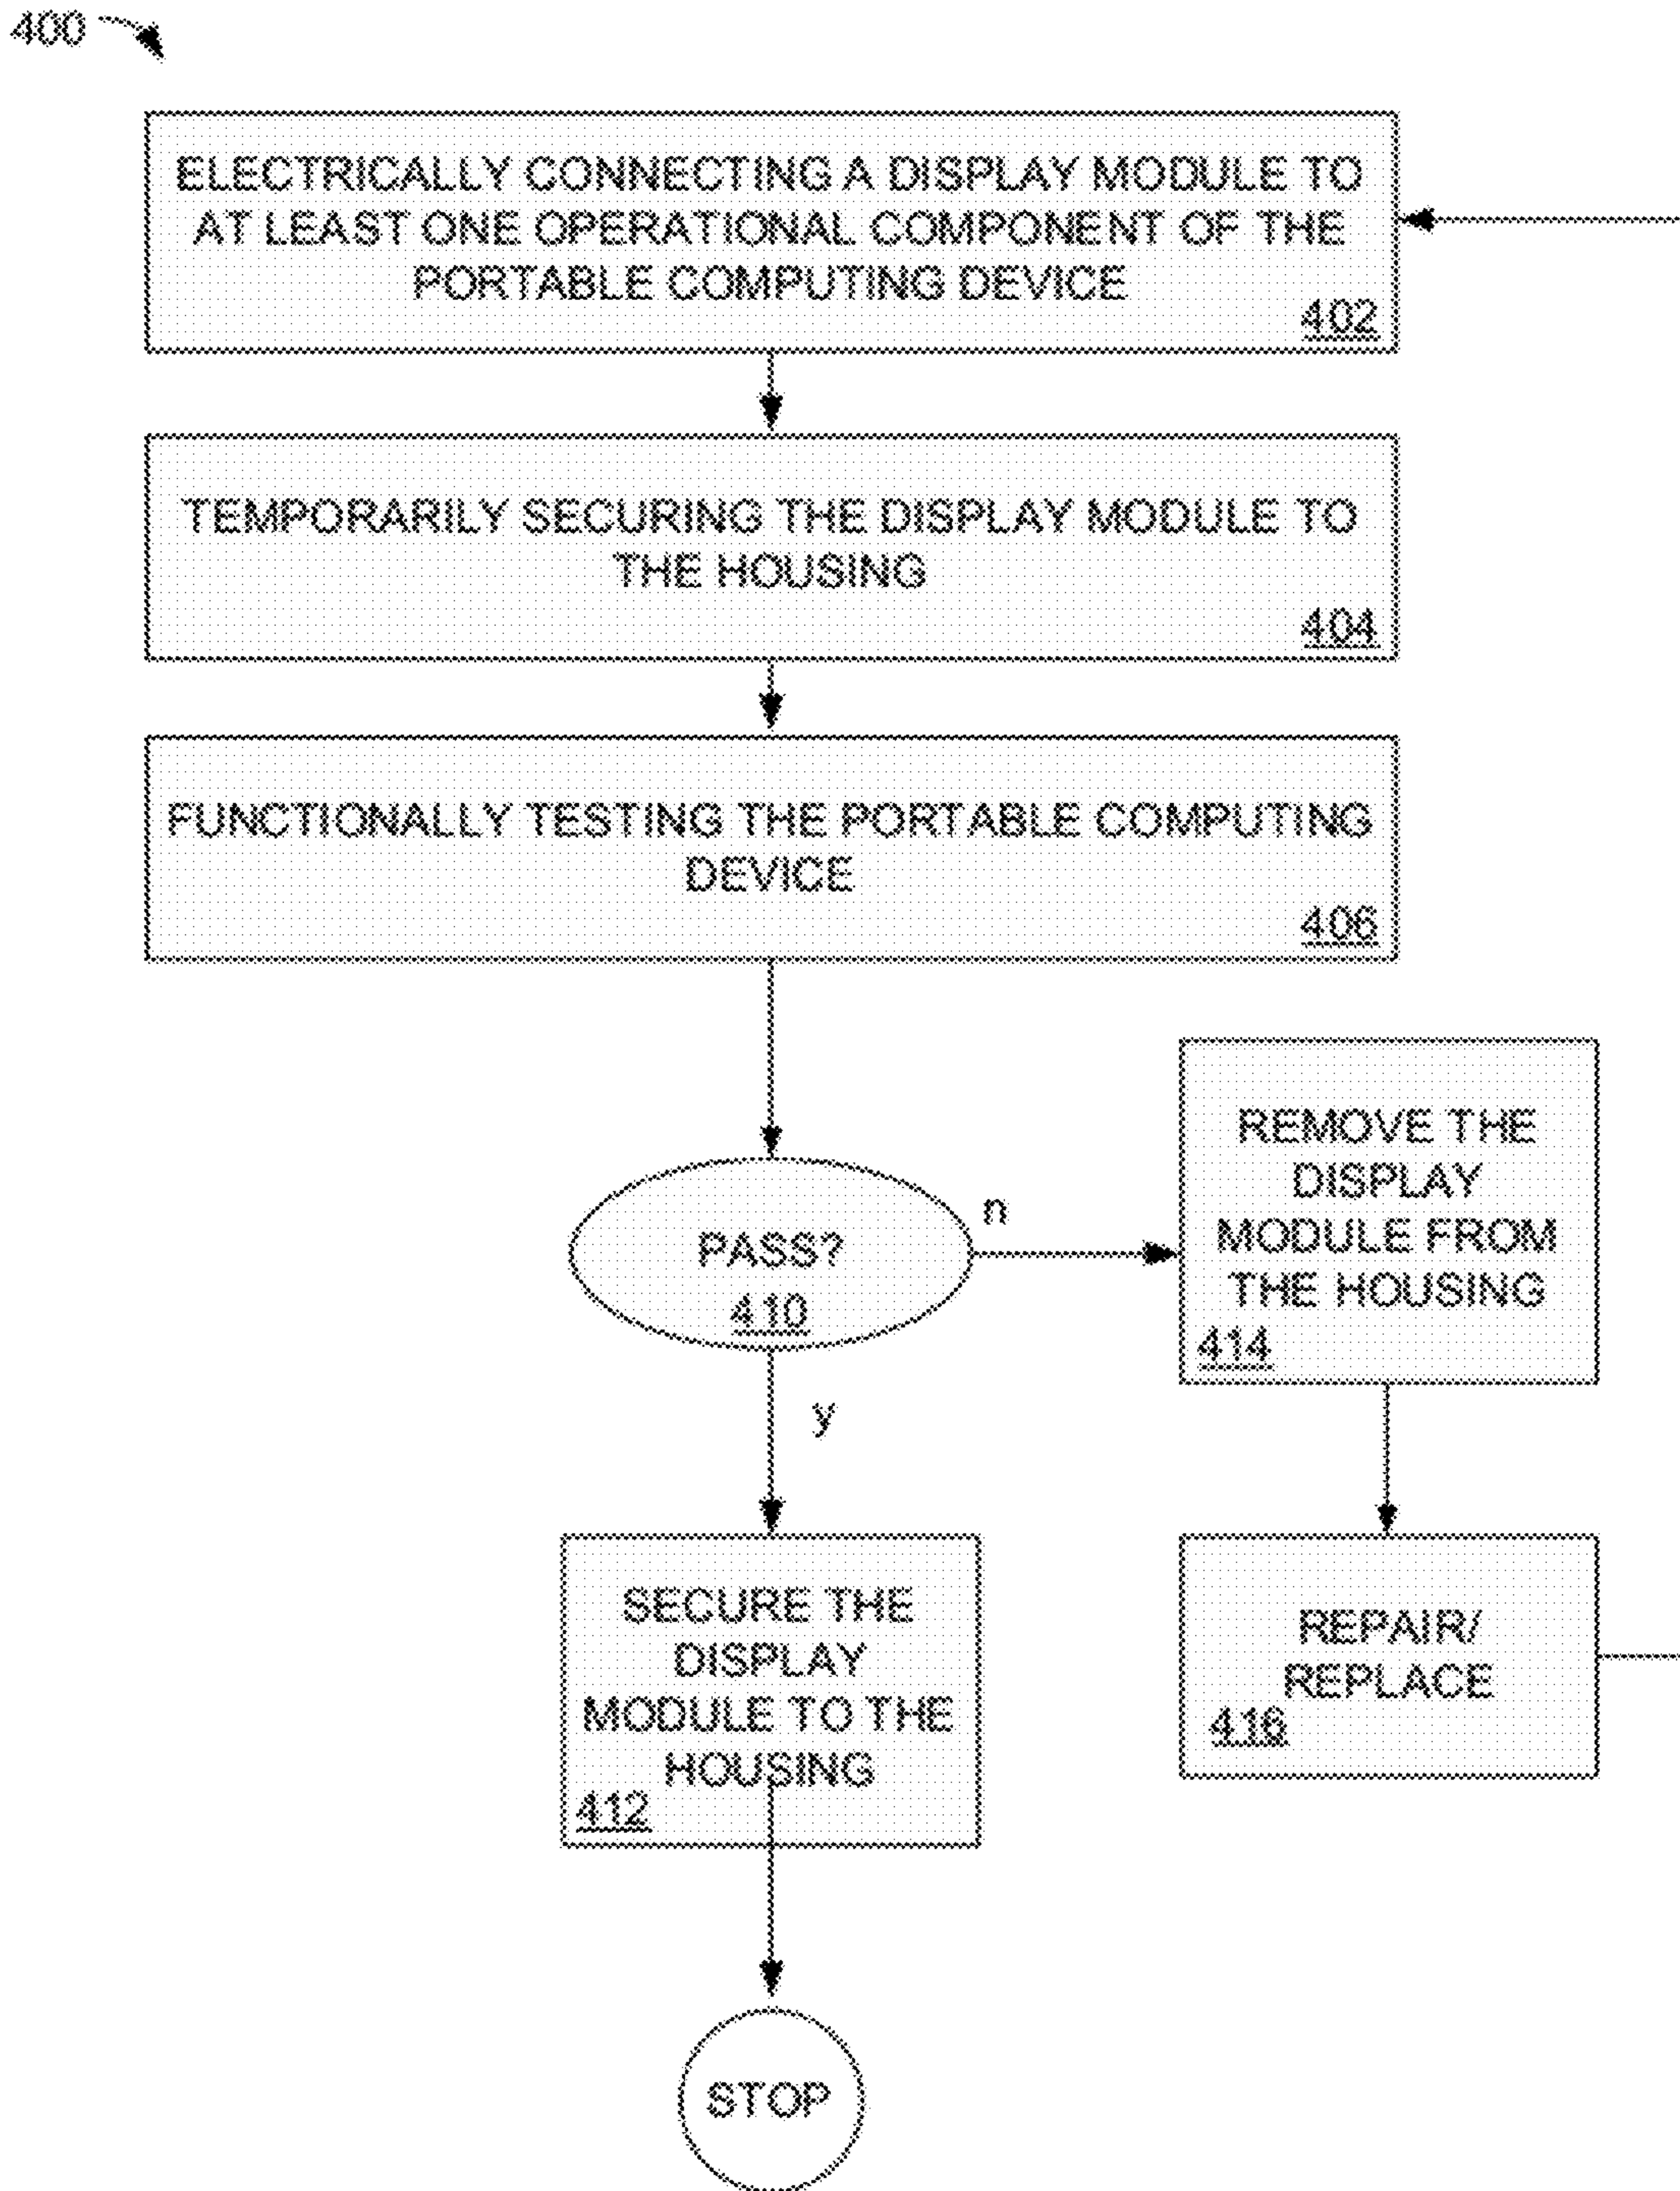 400
ELECTRICALLY CONNECTING A DISPLAY MODULE TO
AT LEAST ONE OPERATIONAL COMPONENT OF THE
PORTABLE COMPUTING DEVICE
402
TEMPORARILY SECURING THE DISPLAY MODULE TO
THE HOUSING
404
FUNCTIONALLY TESTING THE PORTABLE COMPUTING
DEVICE
406
PASS?
410
n
REMOVE THE
DISPLAY
MODULE FROM
THE HOUSING
414
y
SECURE THE
DISPLAY
MODULE TO THE
HOUSING
412
REPAIR/
REPLACE
416
STOP